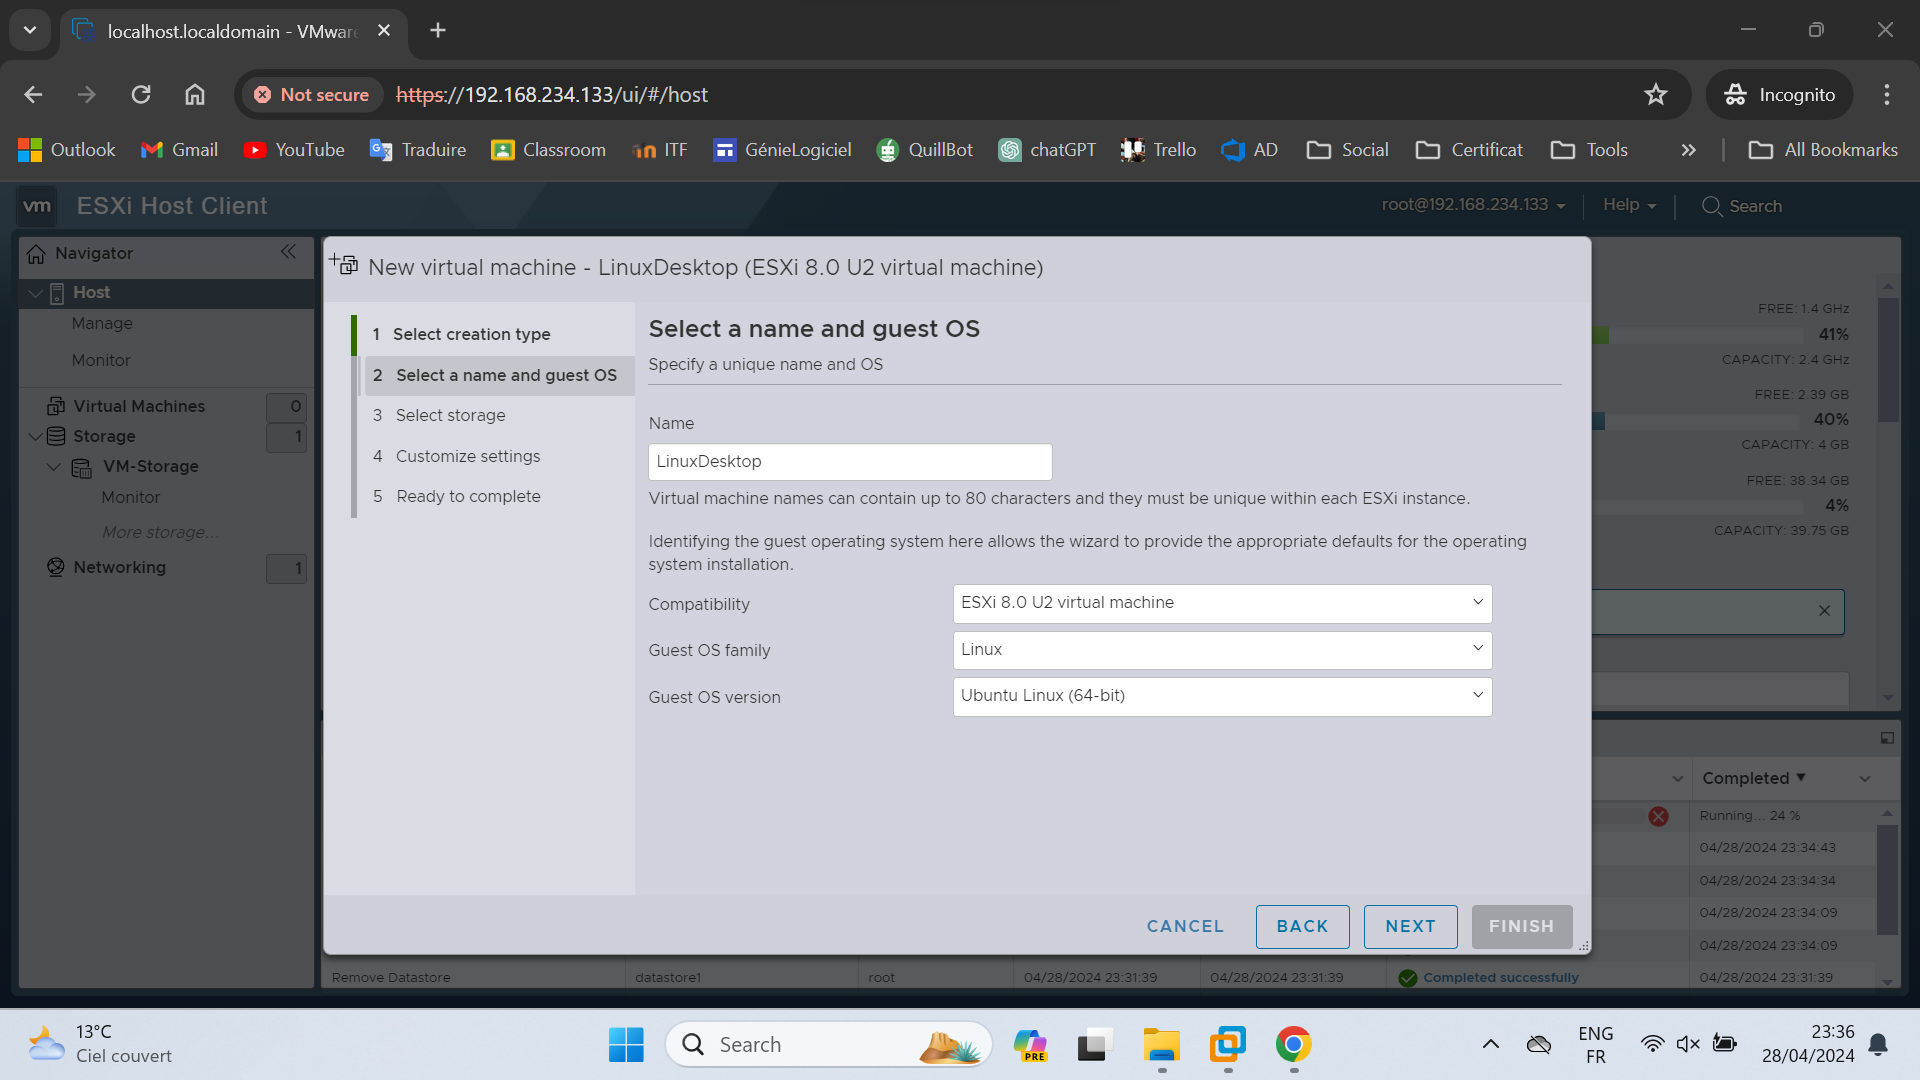 localhost.localdomain - VMware
Not secure
https://192.168.234.133/ui/#/host
Incognito
Outlook
Gmail
YouTube
Traduire
Classroom
ITF
GénieLogiciel
QuillBot
chatGPT
Trello
AD
Social
Certificat
Tools
All Bookmarks
vm
ESXi Host Client
root@192.168.234.133
Help
Search
Navigator
Host
Manage
Monitor
Virtual Machines
0
Storage
1
VM-Storage
Monitor
More storage...
Networking
1
New virtual machine - LinuxDesktop (ESXi 8.0 U2 virtual machine)
1 Select creation type
2 Select a name and guest OS
3 Select storage
4 Customize settings
5 Ready to complete
Select a name and guest OS
Specify a unique name and OS
Name
LinuxDesktop
Virtual machine names can contain up to 80 characters and they must be unique within each ESXi instance.
Identifying the guest operating system here allows the wizard to provide the appropriate defaults for the operating
system installation.
Compatibility
ESXi 8.0 U2 virtual machine
Guest OS family
Linux
Guest OS version
Ubuntu Linux (64-bit)
CANCEL
BACK
NEXT
FINISH
FREE: 1.4 GHz
41%
CAPACITY: 2.4 GHz
FREE: 2.39 GB
40%
CAPACITY: 4 GB
FREE: 38.34 GB
4%
CAPACITY: 39.75 GB
Completed
Running... 24 %
04/28/2024 23:34:43
04/28/2024 23:34:34
04/28/2024 23:34:09
04/28/2024 23:34:09
Remove Datastore
datastore1
root
04/28/2024 23:31:39
04/28/2024 23:31:39
Completed successfully
04/28/2024 23:31:39
13°C
Ciel couvert
Search
PRE
ENG
FR
23:36
28/04/2024